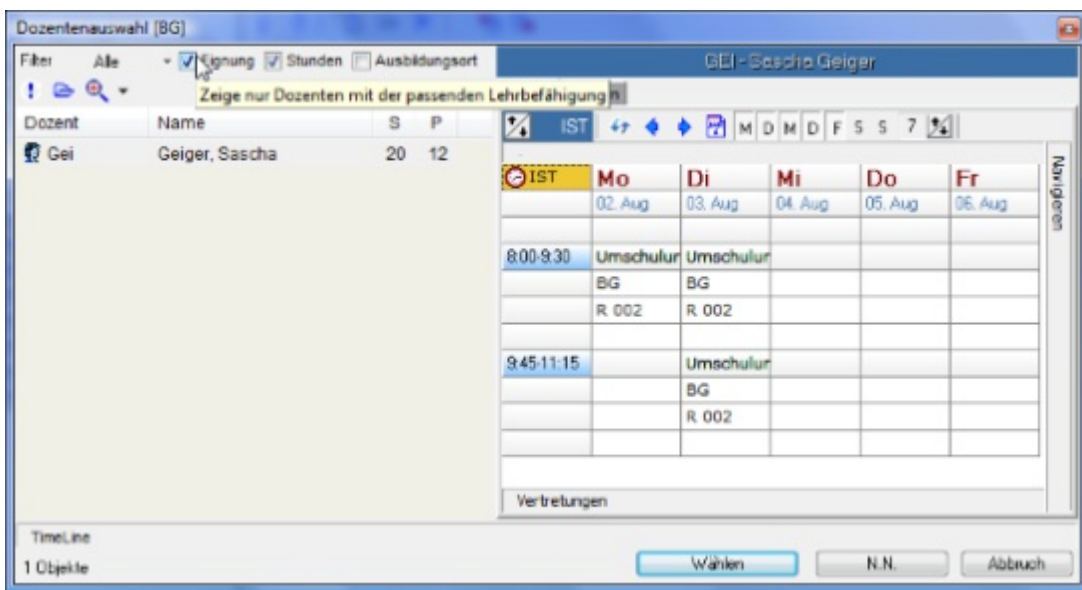 Dozentenauswahl [BG]
Filter Alle Eignung Stunden Ausbildungsort
GEI - Sascha Geiger
Zeige nur Dozenten mit der passenden Lehrbefähigung
Dozent Name S P
Gei Geiger, Sascha 20 12
IST M D M D F S S 7
Navigieren
IST Mo Di Mi Do Fr
02. Aug 03. Aug 04. Aug 05. Aug 06. Aug
8:00-9:30 Umschulur Umschulur
BG BG
R 002 R 002
9:45-11:15 Umschulur
BG
R 002
Vertretungen
TimeLine
1 Objekte
Wählen N.N. Abbruch